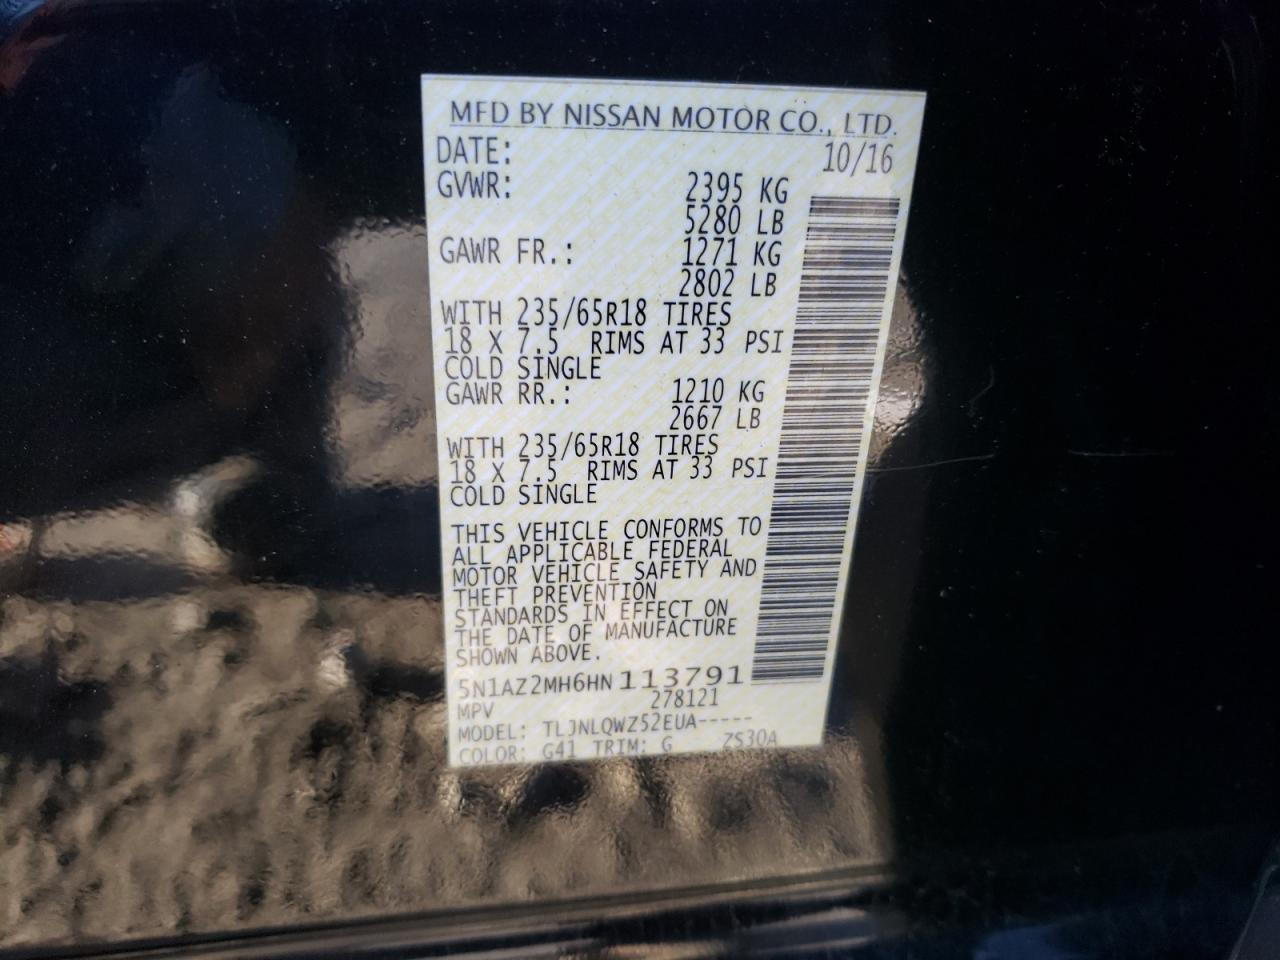 MFD BY NISSAN MOTOR CO., LTD.
DATE: 10/16
GVWR: 2395 KG
5280 LB
GAWR FR.: 1271 KG
2802 LB
WITH 235/65R18 TIRES
18 X 7.5 RIMS AT 33 PSI
COLD SINGLE
GAWR RR.: 1210 KG
2667 LB
WITH 235/65R18 TIRES
18 X 7.5 RIMS AT 33 PSI
COLD SINGLE
THIS VEHICLE CONFORMS TO
ALL APPLICABLE FEDERAL
MOTOR VEHICLE SAFETY AND
THEFT PREVENTION
STANDARDS IN EFFECT ON
THE DATE OF MANUFACTURE
SHOWN ABOVE.
5N1AZ2MH6HN113791
MPV 278121
MODEL: TLJNLQWZ52EUA-----
COLOR: G41 TRIM: G ZS30A